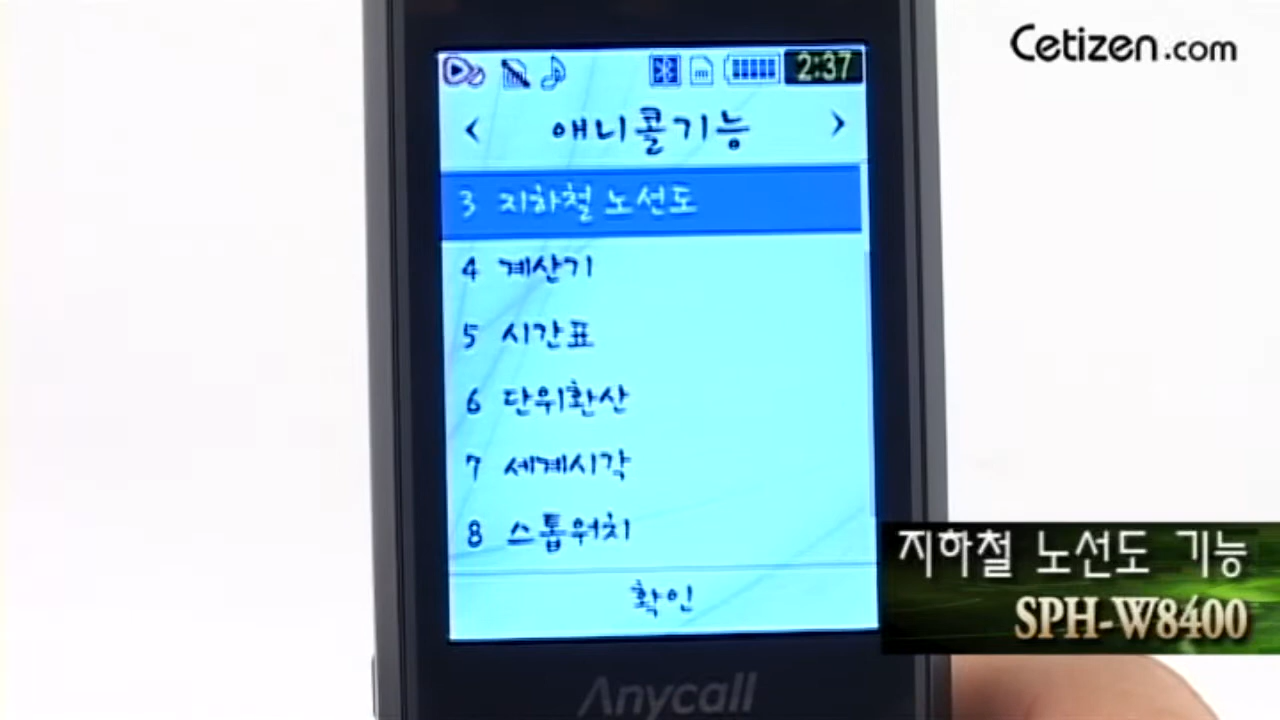 Cetizen.com
2:37
< 애니콜기능 >
3 지하철 노선도
4 계산기
5 시간표
6 단위환산
7 세계시각
8 스톱워치
확인
지하철 노선도 기능
SPH-W8400
Anycall